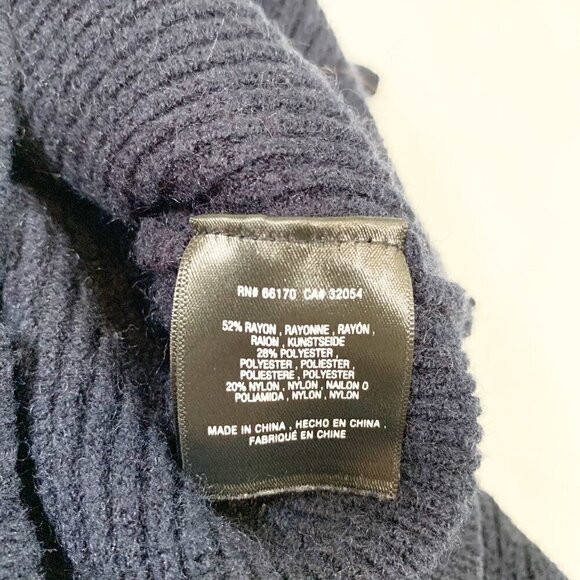 RN# 66170 CA# 32054
52% RAYON , RAYONNE , RAYÓN ,
RAION , KUNSTSEIDE
28% POLYESTER ,
POLYESTER , POLIESTER ,
POLIESTERE , POLYESTER
20% NYLON , NYLON , NAILON O
POLIAMIDA , NYLON , NYLON
MADE IN CHINA , HECHO EN CHINA ,
FABRIQUÉ EN CHINE